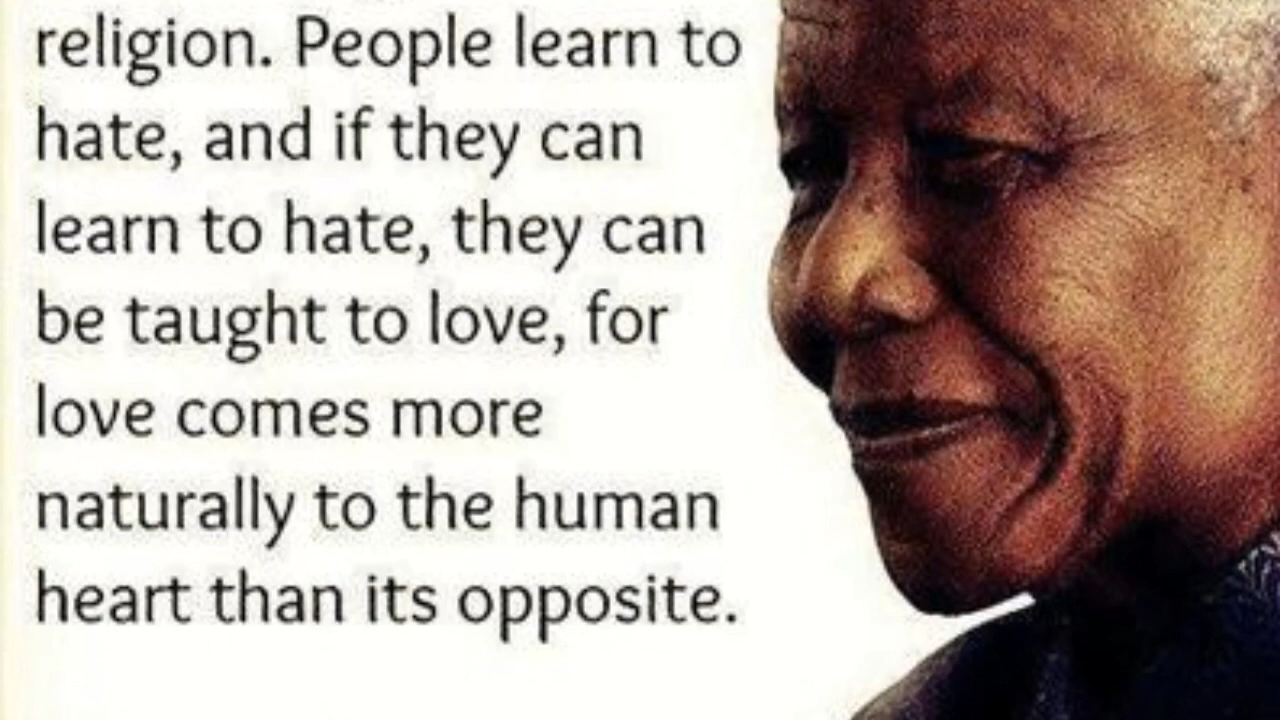 religion. People learn to
hate, and if they can
learn to hate, they can
be taught to love, for
love comes more
naturally to the human
heart than its opposite.